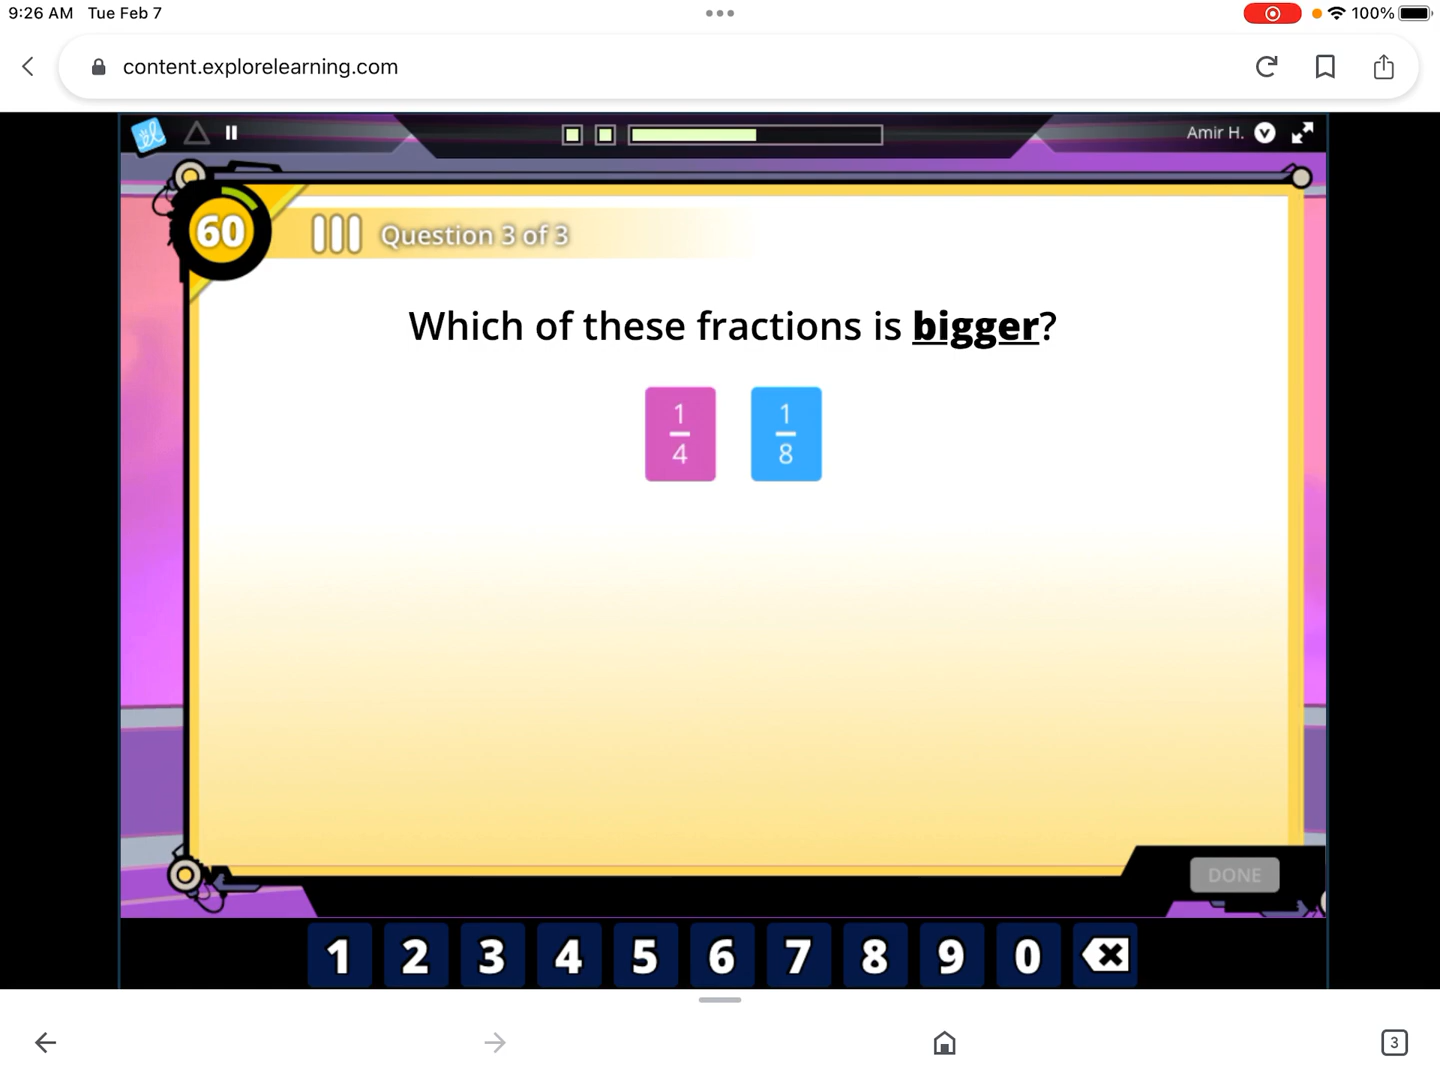 9:26 AM Tue Feb 7
100%
content.explorelearning.com
Amir H.
60
Question 3 of 3
Which of these fractions is bigger?
1
4
1
8
DONE
1 2 3 4 5 6 7 8 9 0
3